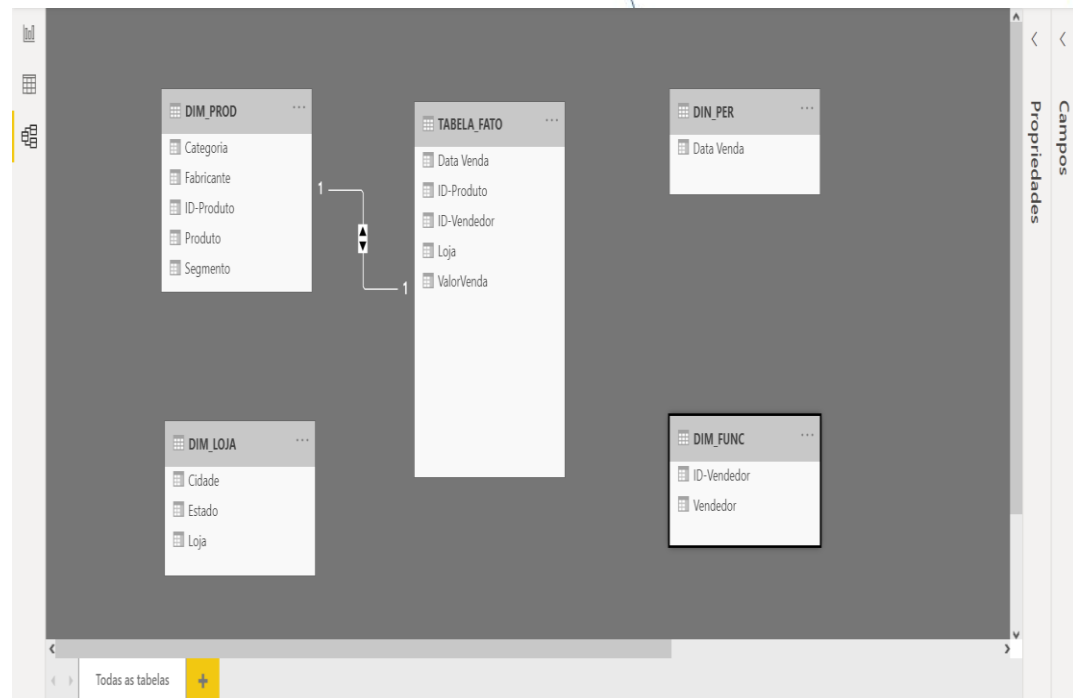 DIM_PROD
Categoria
Fabricante
ID-Produto
Produto
Segmento
1
1
TABELA_FATO
Data Venda
ID-Produto
ID-Vendedor
Loja
ValorVenda
DIN_PER
Data Venda
DIM_LOJA
Cidade
Estado
Loja
DIM_FUNC
ID-Vendedor
Vendedor
Propriedades
Campos
Todas as tabelas
+